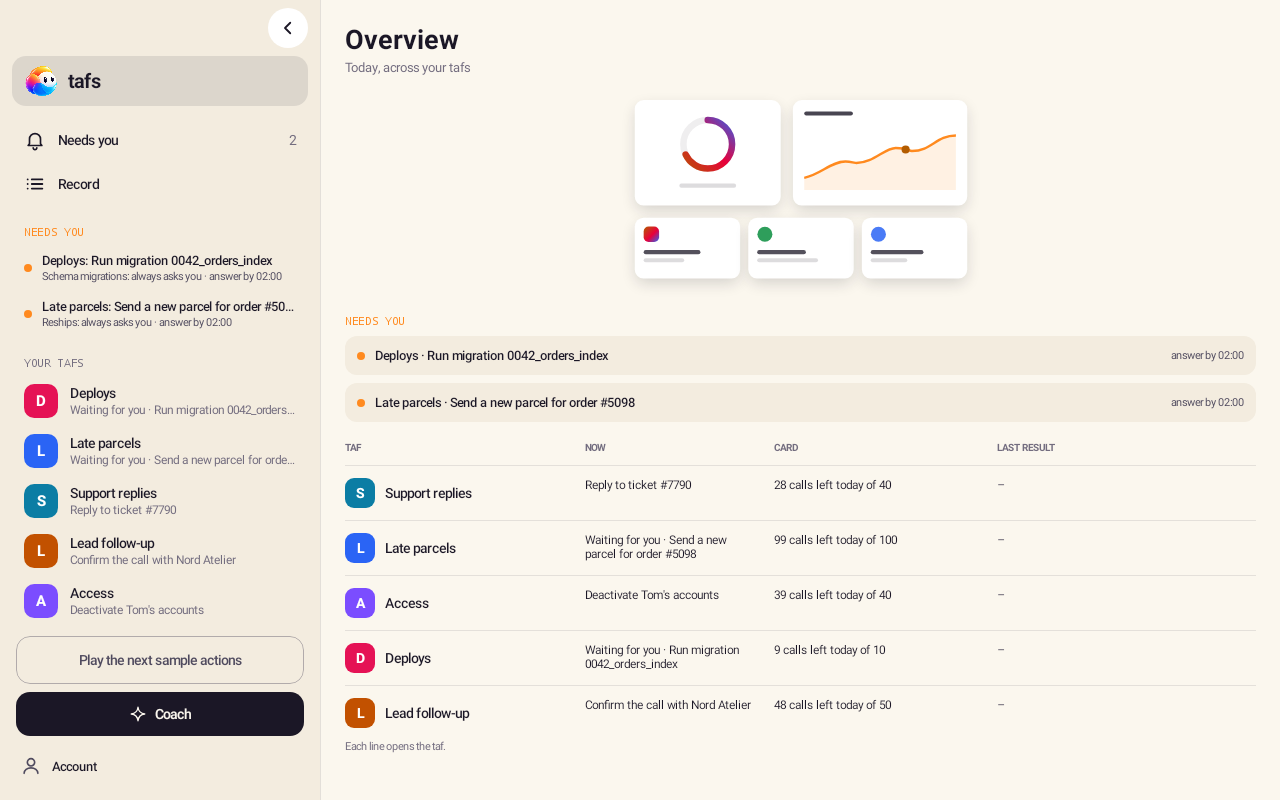 tafs
Needs you 2
Record
NEEDS YOU
Deploys: Run migration 0042_orders_index
Schema migrations: always asks you · answer by 02:00
Late parcels: Send a new parcel for order #50...
Reships: always asks you · answer by 02:00
YOUR TAFS
D Deploys
Waiting for you · Run migration 0042_orders...
L Late parcels
Waiting for you · Send a new parcel for orde...
S Support replies
Reply to ticket #7790
L Lead follow-up
Confirm the call with Nord Atelier
A Access
Deactivate Tom's accounts
Play the next sample actions
Coach
Account
Overview
Today, across your tafs
NEEDS YOU
Deploys · Run migration 0042_orders_index answer by 02:00
Late parcels · Send a new parcel for order #5098 answer by 02:00
TAF NOW CARD LAST RESULT
S Support replies Reply to ticket #7790 28 calls left today of 40 –
L Late parcels Waiting for you · Send a new 99 calls left today of 100 –
parcel for order #5098
A Access Deactivate Tom's accounts 39 calls left today of 40 –
D Deploys Waiting for you · Run migration 9 calls left today of 10 –
0042_orders_index
L Lead follow-up Confirm the call with Nord Atelier 48 calls left today of 50 –
Each line opens the taf.